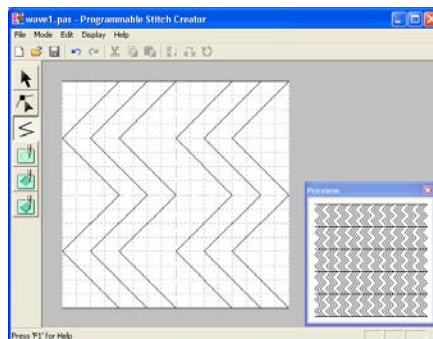 wave1.pas - Programmable Stitch Creator
File Mode Edit Display Help
Preview
Press 'F1' for Help